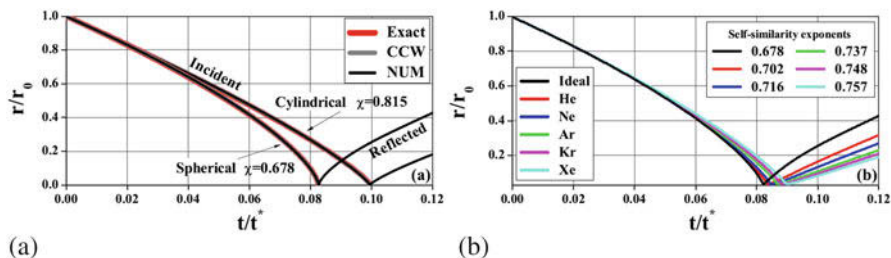 1.0
0.8
0.6
0.4
0.2
0.0
r/r0
Exact
CCW
NUM
Incident
Cylindrical χ=0.815
Spherical χ=0.678
Reflected
(a)
0.00 0.02 0.04 0.06 0.08 0.10 0.12
t/t*
(a)
1.0
0.8
0.6
0.4
0.2
r/r0
Self-similarity exponents
0.678 0.737
0.702 0.748
0.716 0.757
Ideal
He
Ne
Ar
Kr
Xe
(b)
0.00 0.02 0.04 0.06 0.08 0.10 0.12
t/t*
(b)